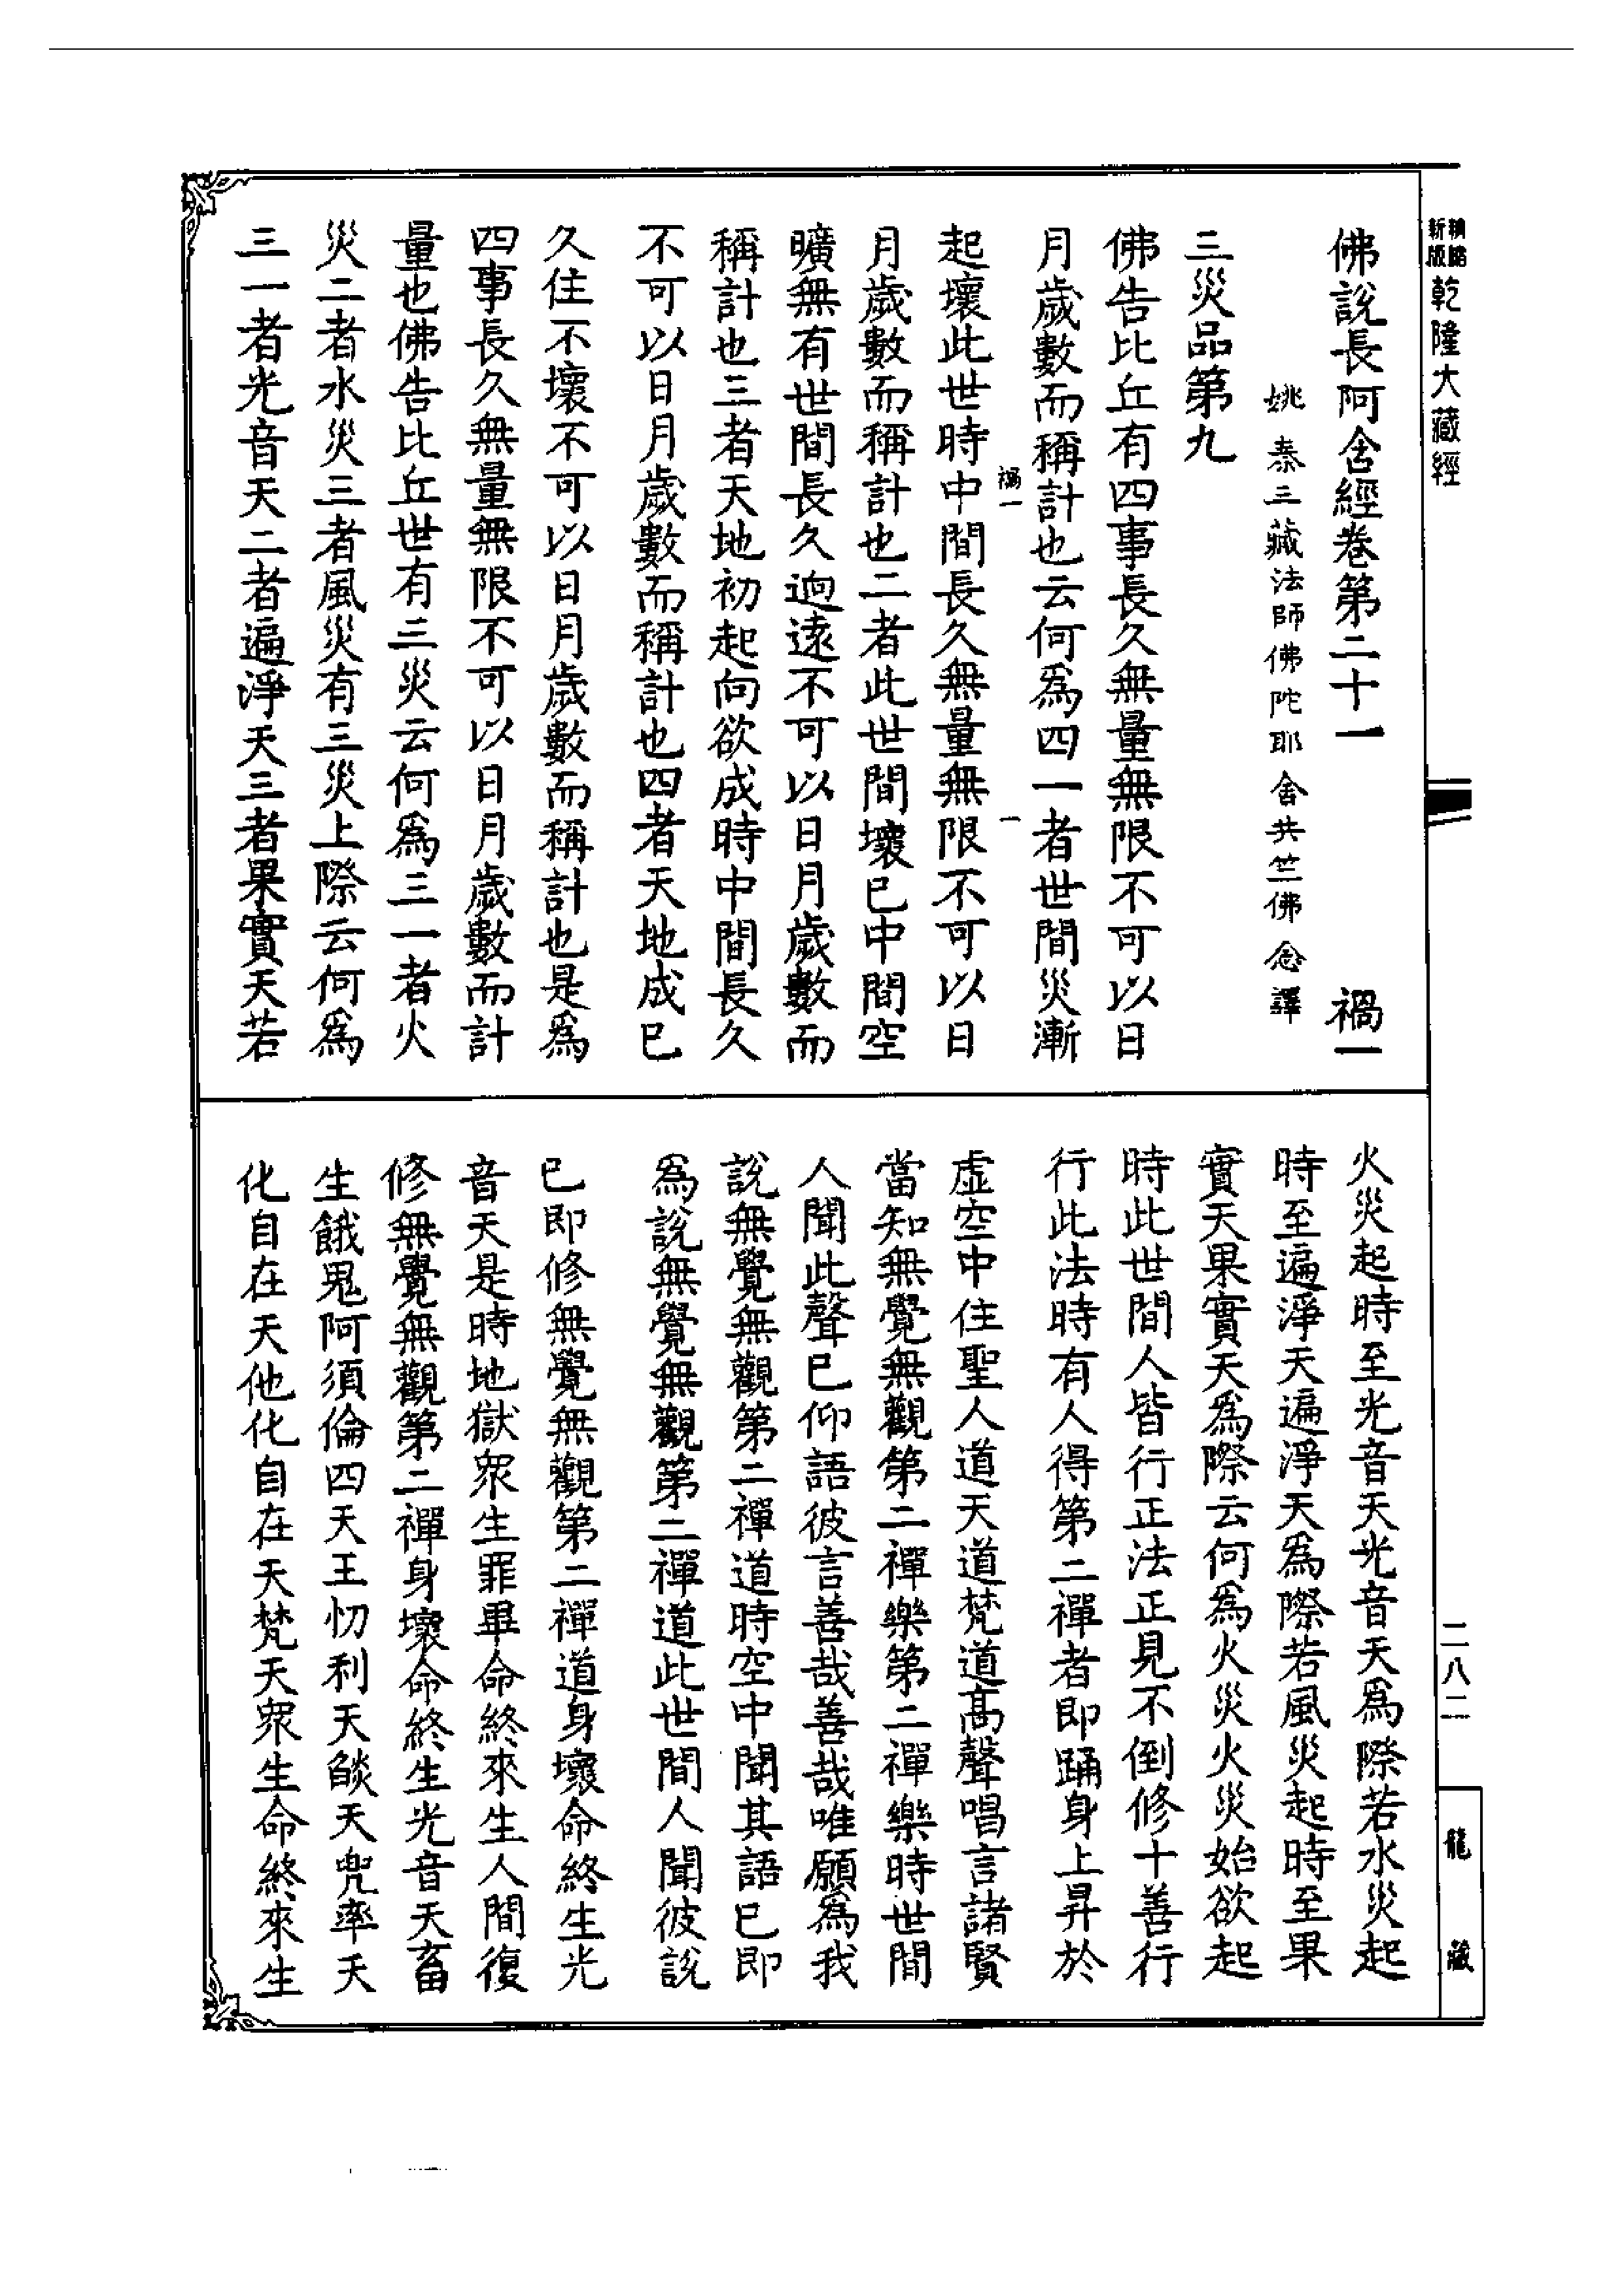 新版
精縮
乾隆大藏經
佛說長阿含經卷第二十一 禍一
姚秦三藏法師佛陀耶舍共竺佛念譯
三災品第九
佛告比丘有四事長久無量無限不可以日
月歲數而稱計也云何為四一者世間災漸
禍一 一
起壞此世時中間長久無量無限不可以日
月歲數而稱計也二者此世間壞已中間空
曠無有世間長久迥遠不可以日月歲數而
稱計也三者天地初起向欲成時中間長久
不可以日月歲數而稱計也四者天地成已
久住不壞不可以日月歲數而稱計也是為
四事長久無量無限不可以日月歲數而計
量也佛告比丘世有三災云何為三一者火
災二者水災三者風災有三災上際云何為
三一者光音天二者遍淨天三者果實天若
火災起時至光音天光音天為際若水災起
時至遍淨天遍淨天為際若風災起時至果
實天果實天為際云何為火災火災始欲起
時此世間人皆行正法正見不倒修十善行
行此法時有人得第二禪者即踊身上昇於
虛空中住聖人道天道梵道高聲唱言諸賢
當知無覺無觀第二禪樂第二禪樂時世間
人聞此聲已仰語彼言善哉善哉唯願為我
說無覺無觀第二禪道時空中聞其語已即
為說無覺無觀第二禪道此世間人聞彼說
已即修無覺無觀第二禪道身壞命終生光
音天是時地獄眾生罪畢命終來生人間復
修無覺無觀第二禪身壞命終生光音天畜
生餓鬼阿須倫四天王忉利天燄天兜率天
化自在天他化自在天梵天眾生命終來生
二八二
龍藏